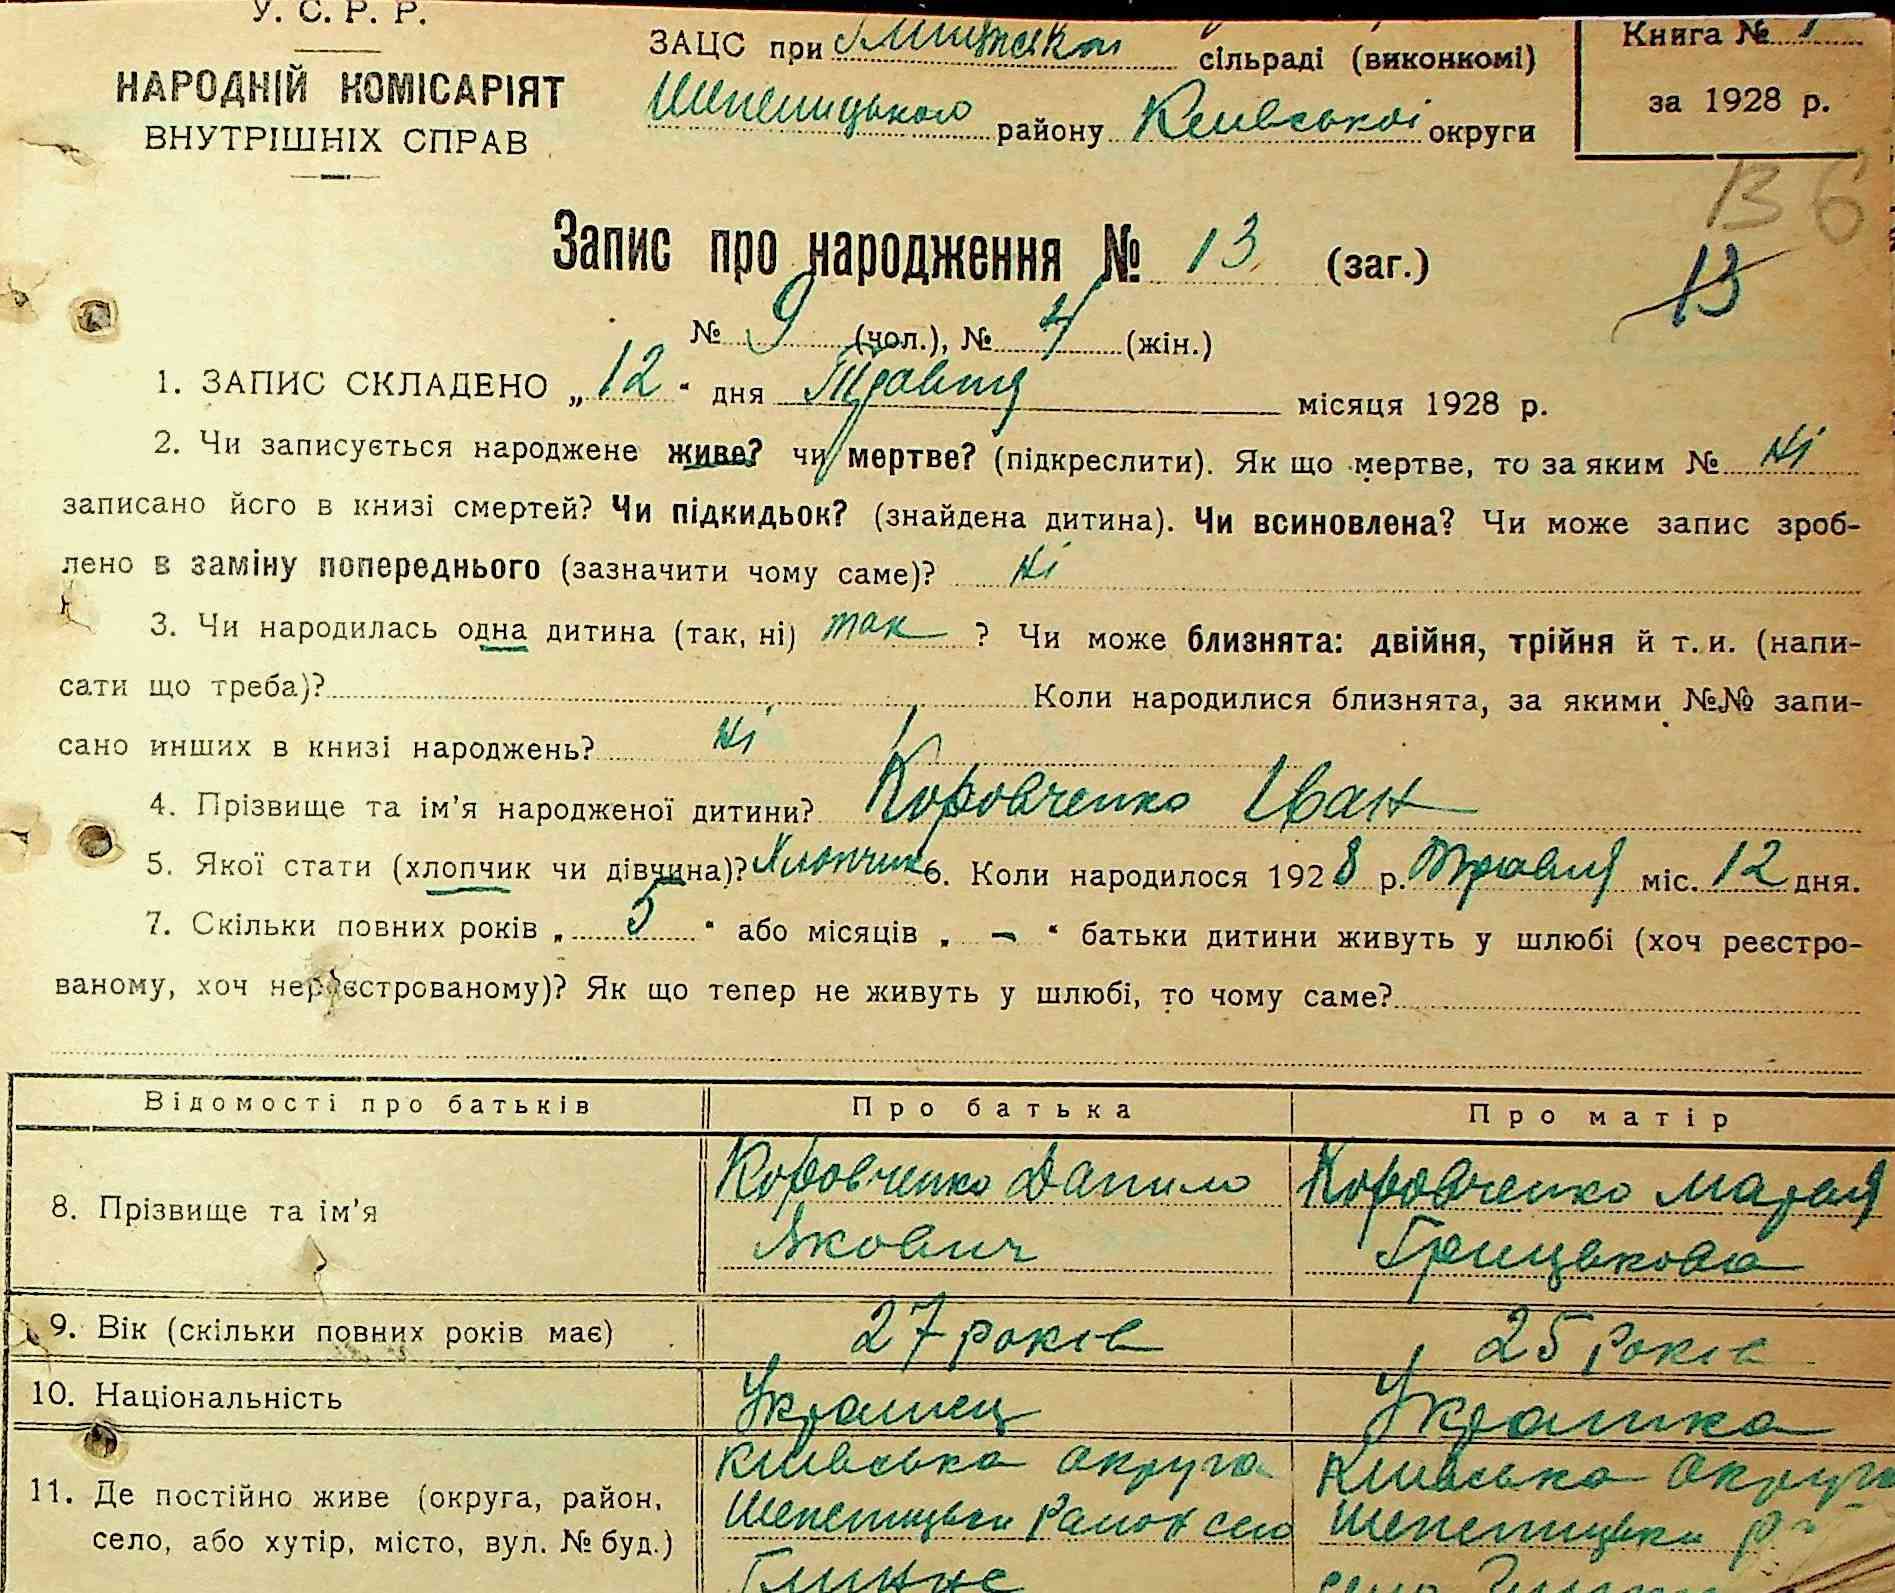 У. С. Р. Р.
НАРОДНІЙ КОМІСАРІЯТ
ВНУТРІШНІХ СПРАВ
ЗАЦС при сільраді (виконкомі)
Шепелицького району Київської округи
Книга №
за 1928 р.
13 6
13
Запис про народження № 13 (заг.)
№ 9 (чол.), № 4 (жін.)
1. ЗАПИС СКЛАДЕНО „12“ дня Травня місяця 1928 р.
2. Чи записується народжене живе? чи мертве? (підкреслити). Як що мертве, то за яким № ні
записано його в книзі смертей? Чи підкидьок? (знайдена дитина). Чи всиновлена? Чи може запис зроб-
лено в заміну попереднього (зазначити чому саме)? ні
3. Чи народилась одна дитина (так, ні) так ? Чи може близнята: двійня, трійня й т. и. (напи-
сати що треба)? Коли народилися близнята, за якими №№ запи-
сано инших в книзі народжень? ні
4. Прізвище та ім'я народженої дитини? Коровченко Іван
5. Якої стати (хлопчик чи дівчина)? Хлопчик 6. Коли народилося 1928 р. Травня міс. 12 дня.
7. Скільки повних років „ 5 “ або місяців „ - “ батьки дитини живуть у шлюбі (хоч реєстро-
ваному, хоч нереєстрованому)? Як що тепер не живуть у шлюбі, то чому саме?
Відомості про батьків Про батька Про матір
8. Прізвище та ім'я Коровченко Данило Якович Коровченко Марія Грицькова
9. Вік (скільки повних років має) 27 років 25 років
10. Національність Українец Українка
11. Де постійно живе (округа, район, Київська округа Київська округа
село, або хутір, місто, вул. № буд.) Шепелицьки Район село Шепелицьки р-н
Глинне село